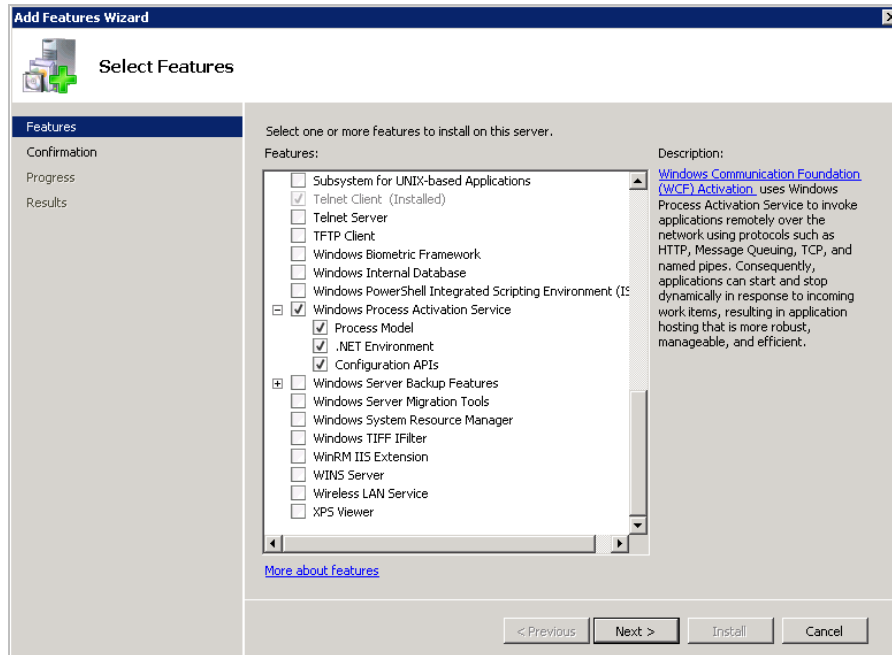 Add Features Wizard
Select Features
Features
Confirmation
Progress
Results
Select one or more features to install on this server.
Features:
Subsystem for UNIX-based Applications
Telnet Client (Installed)
Telnet Server
TFTP Client
Windows Biometric Framework
Windows Internal Database
Windows PowerShell Integrated Scripting Environment (IS
Windows Process Activation Service
Process Model
.NET Environment
Configuration APIs
Windows Server Backup Features
Windows Server Migration Tools
Windows System Resource Manager
Windows TIFF IFilter
WinRM IIS Extension
WINS Server
Wireless LAN Service
XPS Viewer
More about features
Description:
Windows Communication Foundation
(WCF) Activation uses Windows
Process Activation Service to invoke
applications remotely over the
network using protocols such as
HTTP, Message Queuing, TCP, and
named pipes. Consequently,
applications can start and stop
dynamically in response to incoming
work items, resulting in application
hosting that is more robust,
manageable, and efficient.
< Previous
Next >
Install
Cancel